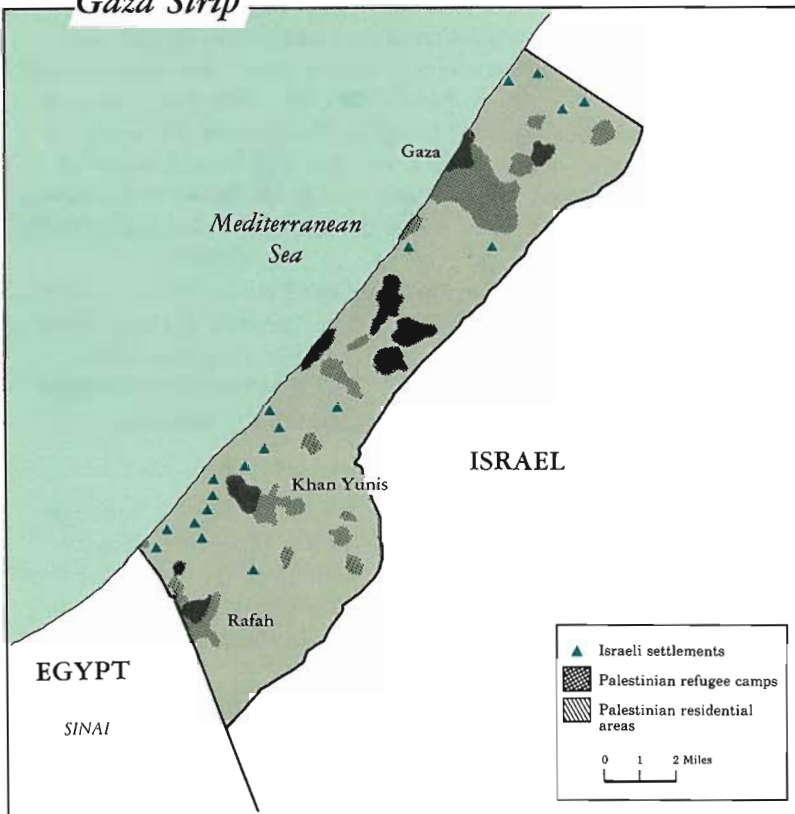 Gaza Strip
Gaza
Mediterranean
Sea
ISRAEL
Khan Yunis
Rafah
EGYPT
SINAI
Israeli settlements
Palestinian refugee camps
Palestinian residential
areas
0 1 2 Miles